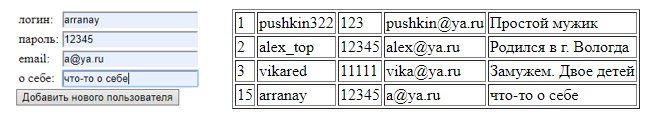 логин: arranay
пароль: 12345
email: a@ya.ru
о себе: что-то о себе
Добавить нового пользователя
1 pushkin322 123 pushkin@ya.ru Простой мужик
2 alex_top 12345 alex@ya.ru Родился в г. Вологда
3 vikared 11111 vika@ya.ru Замужем. Двое детей
15 arranay 12345 a@ya.ru что-то о себе